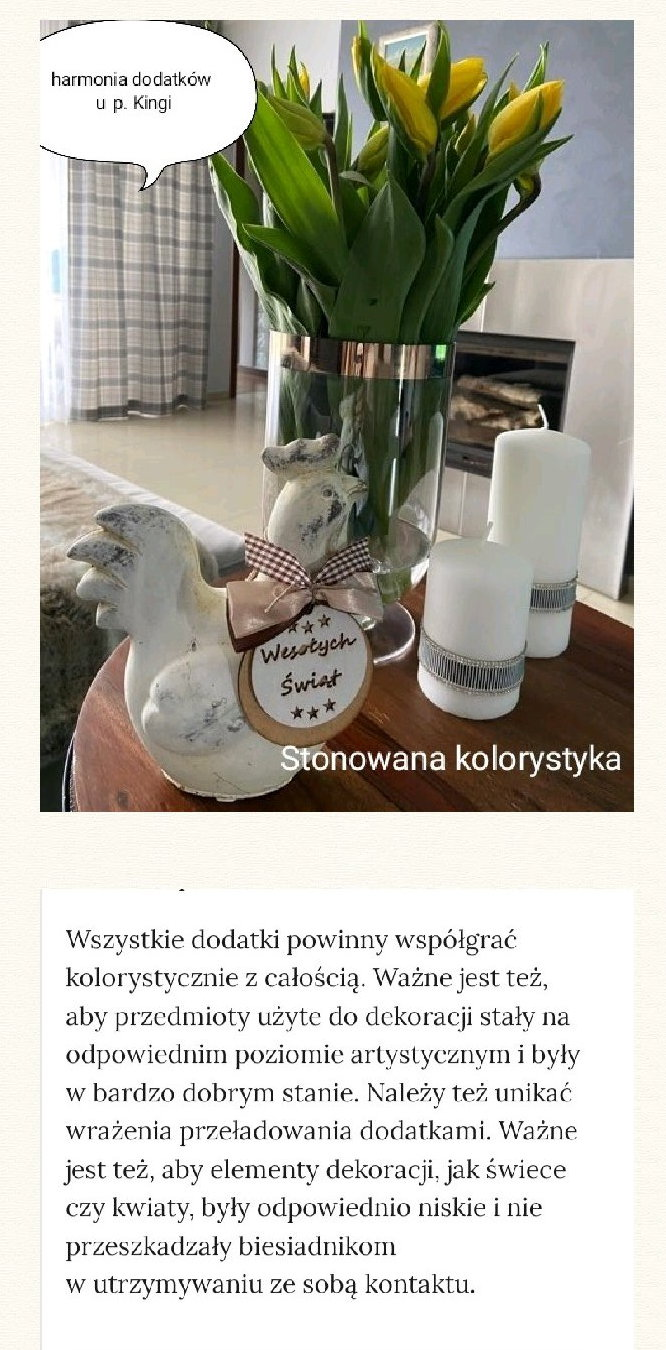 harmonia dodatków
u p. Kingi
Wesołych
Świąt
Stonowana kolorystyka
Wszystkie dodatki powinny współgrać
kolorystycznie z całością. Ważne jest też,
aby przedmioty użyte do dekoracji stały na
odpowiednim poziomie artystycznym i były
w bardzo dobrym stanie. Należy też unikać
wrażenia przeładowania dodatkami. Ważne
jest też, aby elementy dekoracji, jak świece
czy kwiaty, były odpowiednio niskie i nie
przeszkadzały biesiadnikom
w utrzymywaniu ze sobą kontaktu.